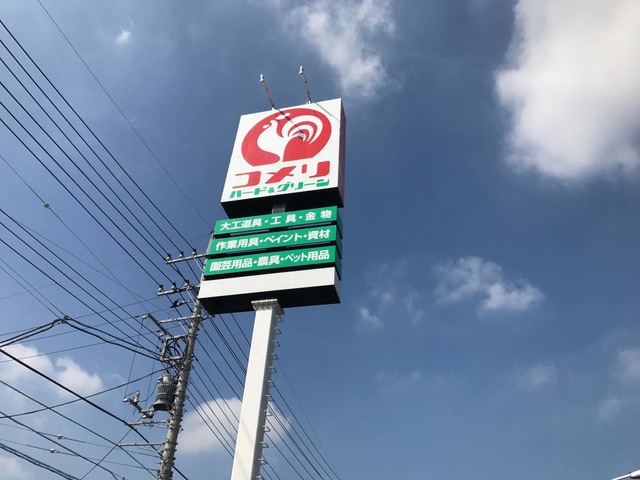 コメリ
ハード&グリーン
大工道具・工具・金物
作業用具・ペイント・資材
園芸用品・農具・ペット用品